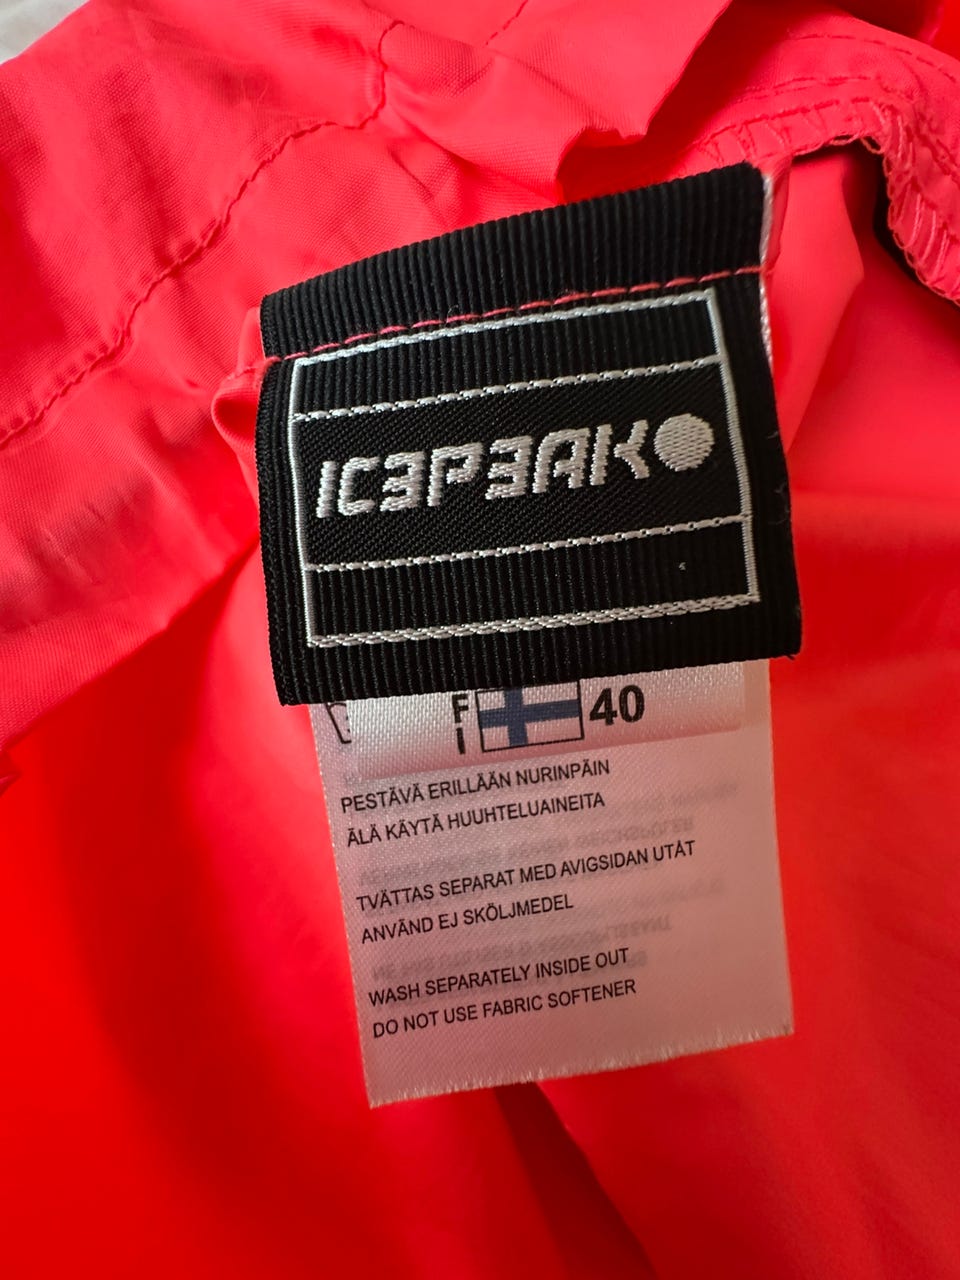 ICEPEAK
FI 40
PESTÄVÄ ERILLÄÄN NURINPÄIN
ÄLÄ KÄYTÄ HUUHTELUAINEITA
TVÄTTAS SEPARAT MED AVIGSIDAN UTÅT
ANVÄND EJ SKÖLJMEDEL
WASH SEPARATELY INSIDE OUT
DO NOT USE FABRIC SOFTENER